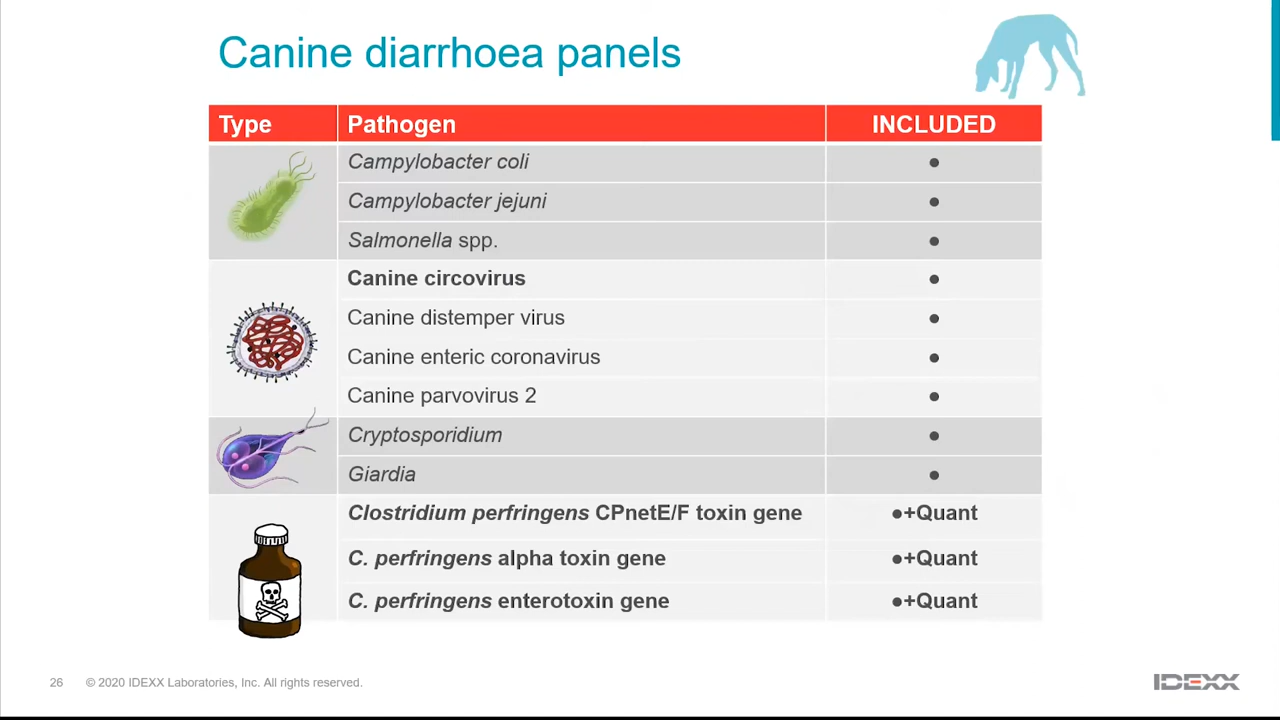 Canine diarrhoea panels
Type Pathogen INCLUDED
Campylobacter coli ●
Campylobacter jejuni ●
Salmonella spp. ●
Canine circovirus ●
Canine distemper virus ●
Canine enteric coronavirus ●
Canine parvovirus 2 ●
Cryptosporidium ●
Giardia ●
Clostridium perfringens CPnetE/F toxin gene ●+Quant
C. perfringens alpha toxin gene ●+Quant
C. perfringens enterotoxin gene ●+Quant
26 © 2020 IDEXX Laboratories, Inc. All rights reserved. IDEXX